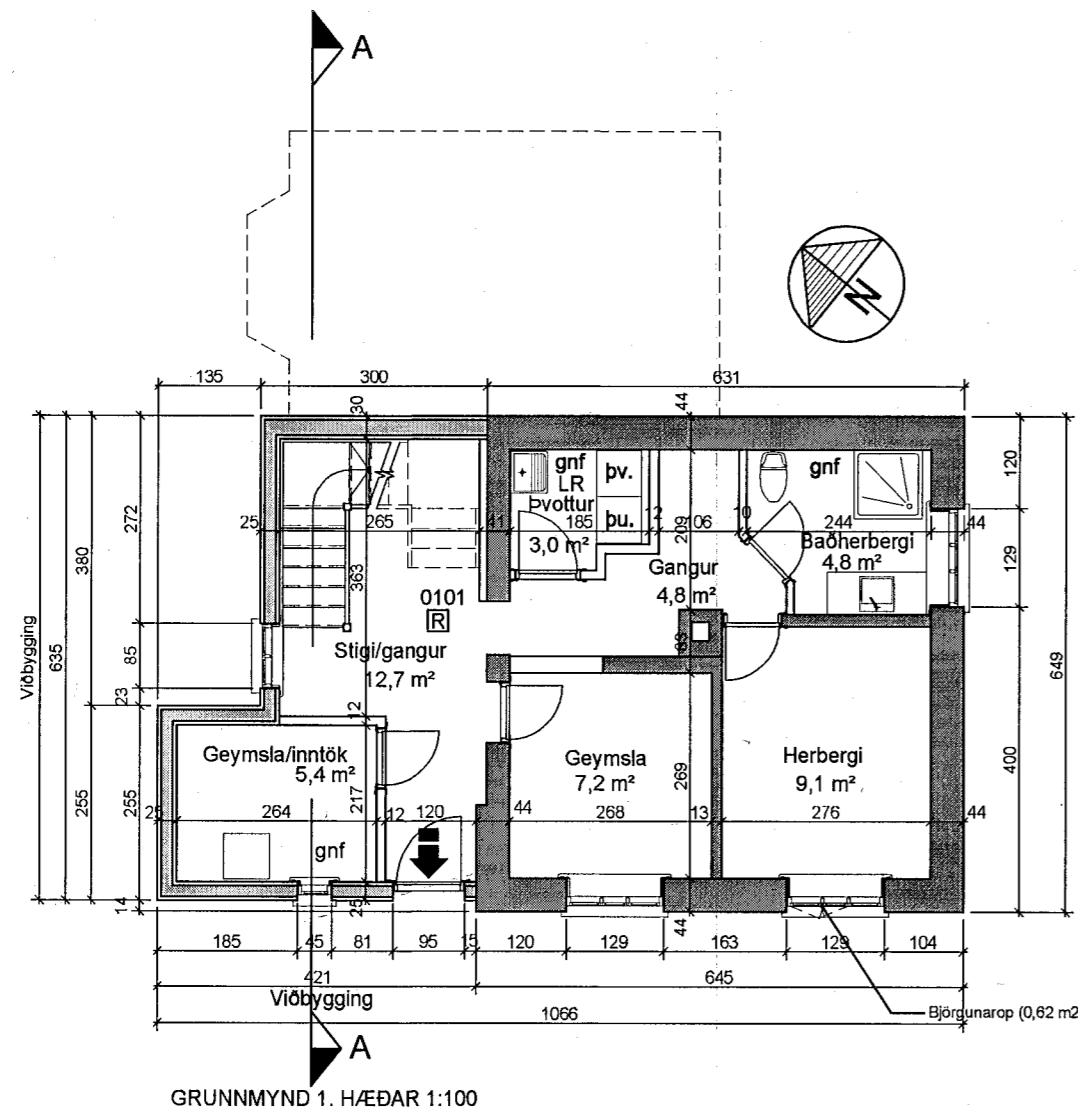 A
N
135
300
631
30
44
gnf
LR
Þvottur
3,0 m²
þv.
þu.
gnf
120
272
380
25
265
41
185
12
209
106
10
244
44
Baðherbergi
4,8 m²
129
Gangur
4,8 m²
363
0101
R
Stigi/gangur
12,7 m²
83
Viðbygging
635
649
85
23
12
Geymsla/inntök
5,4 m²
Geymsla
7,2 m²
Herbergi
9,1 m²
400
255
255
217
269
25
264
12
120
44
268
13
276
44
gnf
14
25
44
185
45
81
95
15
120
129
163
129
104
421
645
Viðbygging
1066
Björgunarop (0,62 m2
A
GRUNNMYND 1. HÆÐAR 1:100